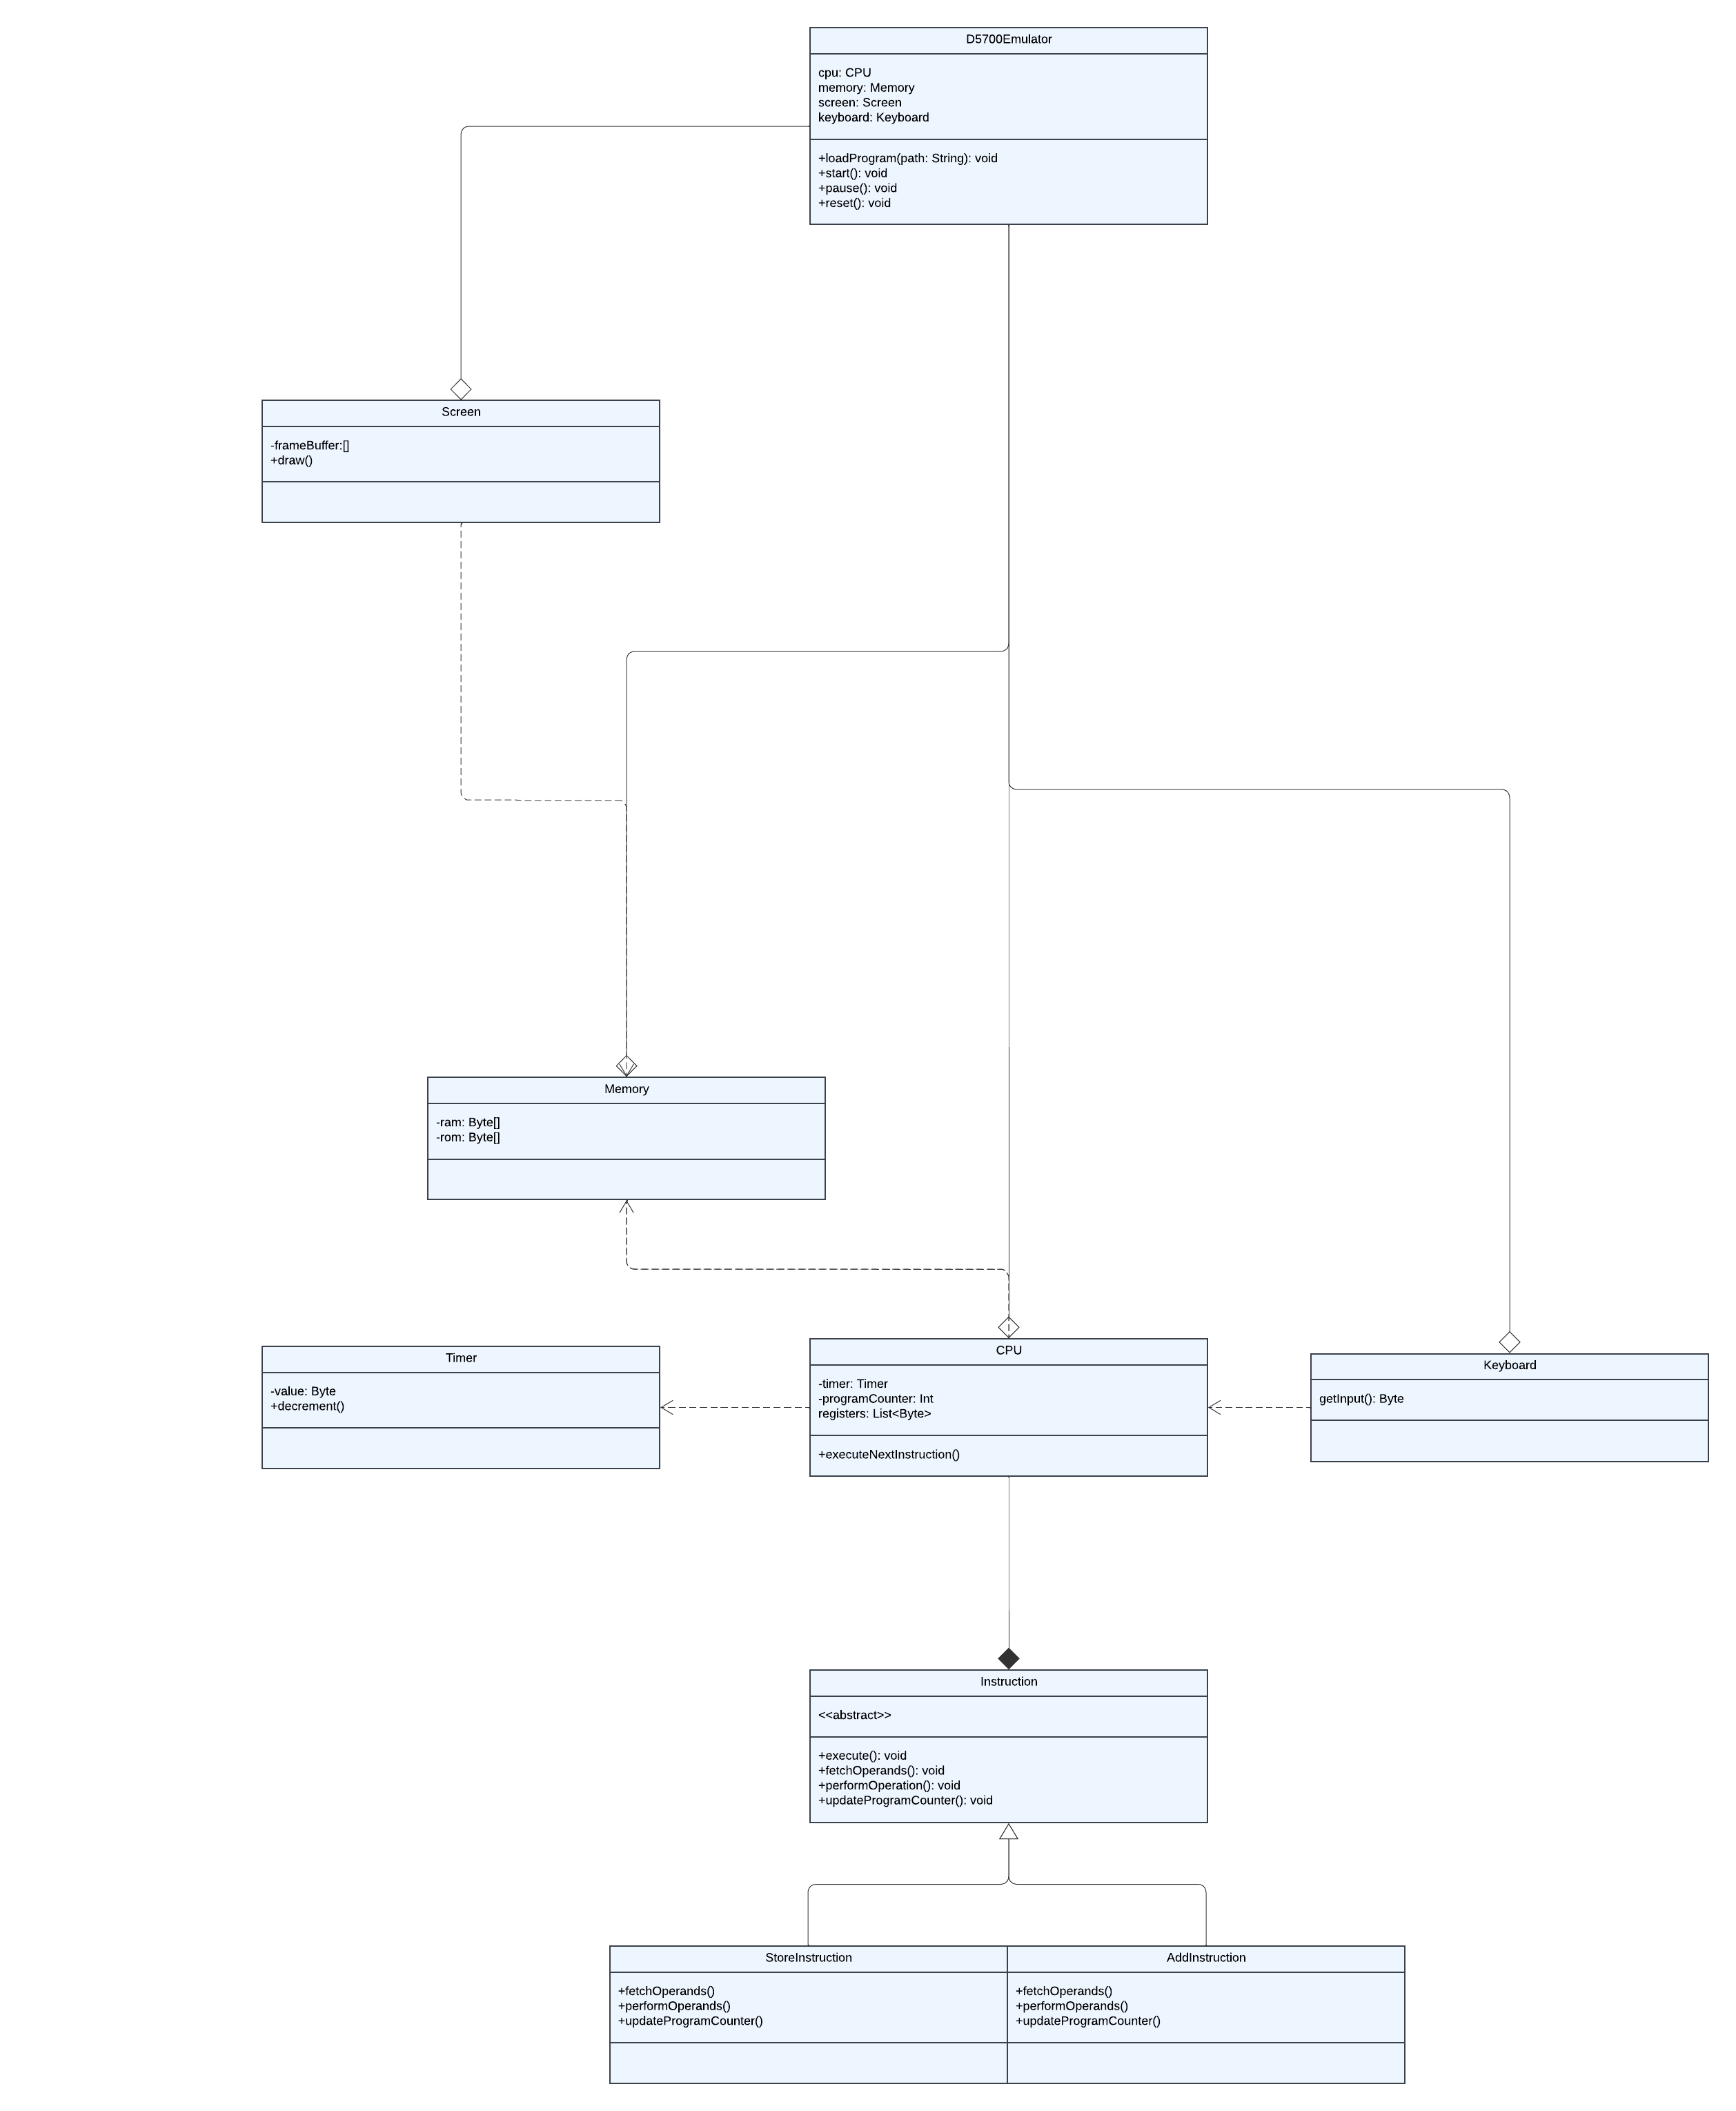 D5700Emulator
cpu: CPU
memory: Memory
screen: Screen
keyboard: Keyboard
+loadProgram(path: String): void
+start(): void
+pause(): void
+reset(): void
Screen
-frameBuffer:[]
+draw()
Memory
-ram: Byte[]
-rom: Byte[]
Timer
-value: Byte
+decrement()
CPU
-timer: Timer
-programCounter: Int
registers: List<Byte>
+executeNextInstruction()
Keyboard
getInput(): Byte
Instruction
<<abstract>>
+execute(): void
+fetchOperands(): void
+performOperation(): void
+updateProgramCounter(): void
StoreInstruction
+fetchOperands()
+performOperands()
+updateProgramCounter()
AddInstruction
+fetchOperands()
+performOperands()
+updateProgramCounter()